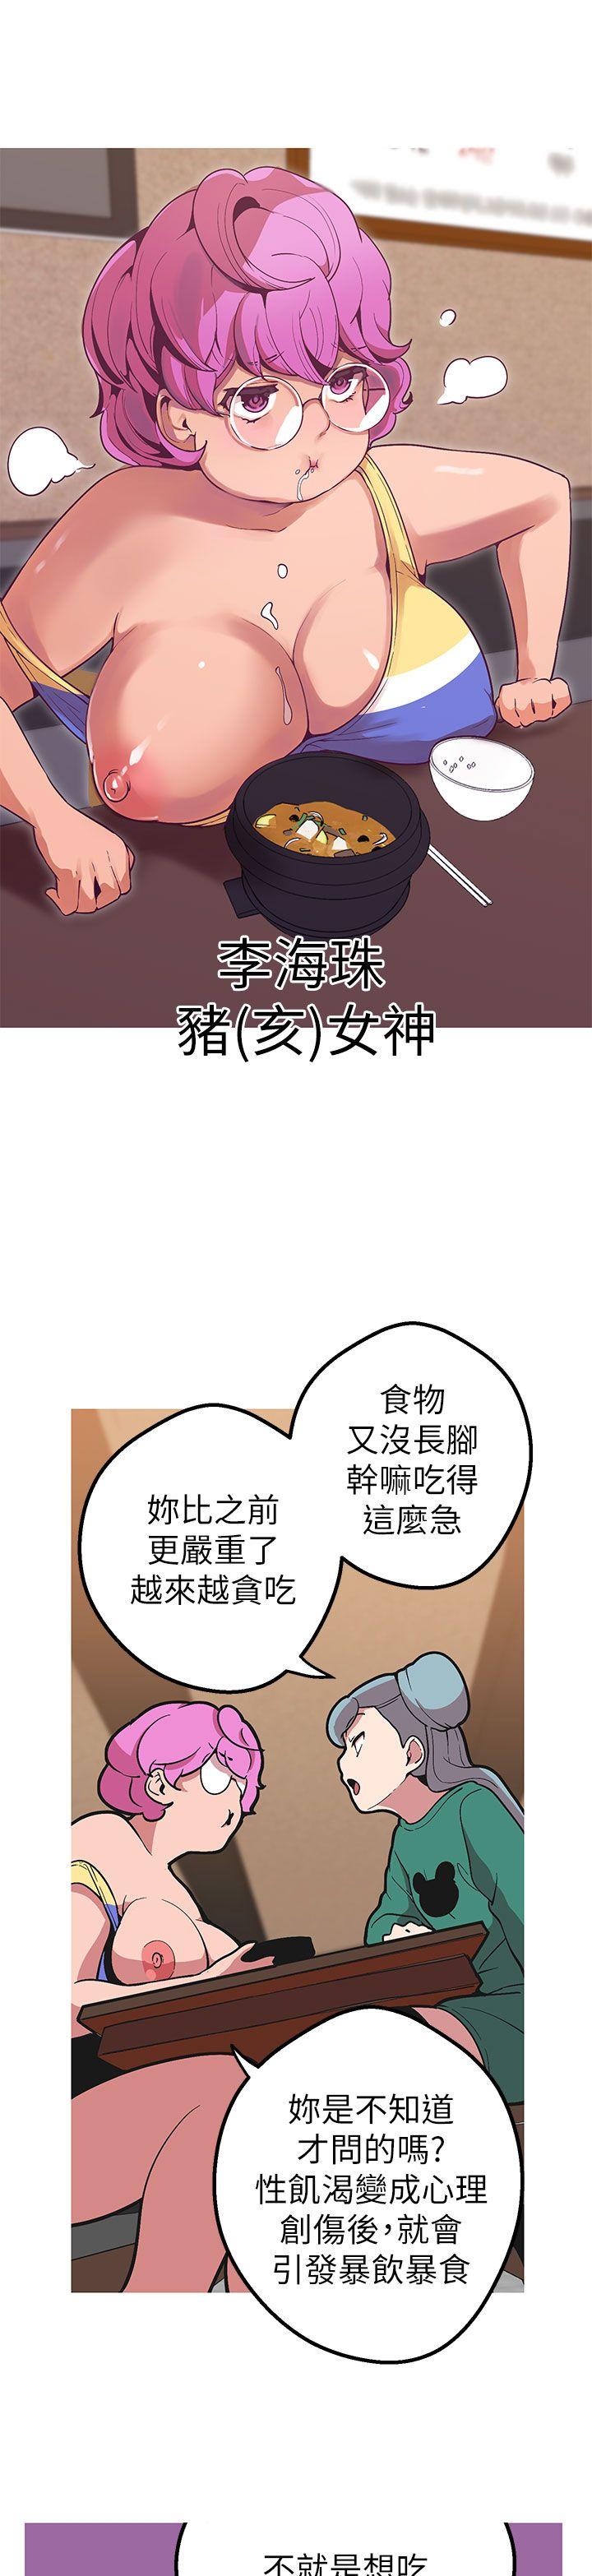 李海珠
豬(亥)女神
食物
又沒長腳
幹嘛吃得
這麼急
妳比之前
更嚴重了
越來越貪吃
妳是不知道
才問的嗎?
性飢渴變成心理
創傷後,就會
引發暴飲暴食
不就是想吃